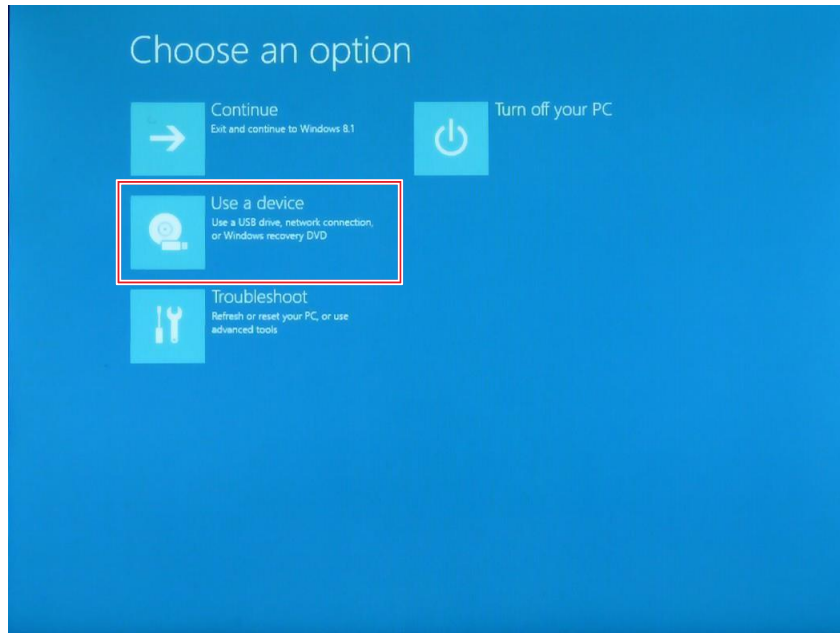 Choose an option
Continue
Exit and continue to Windows 8.1
Turn off your PC
Use a device
Use a USB drive, network connection,
or Windows recovery DVD
Troubleshoot
Refresh or reset your PC, or use
advanced tools